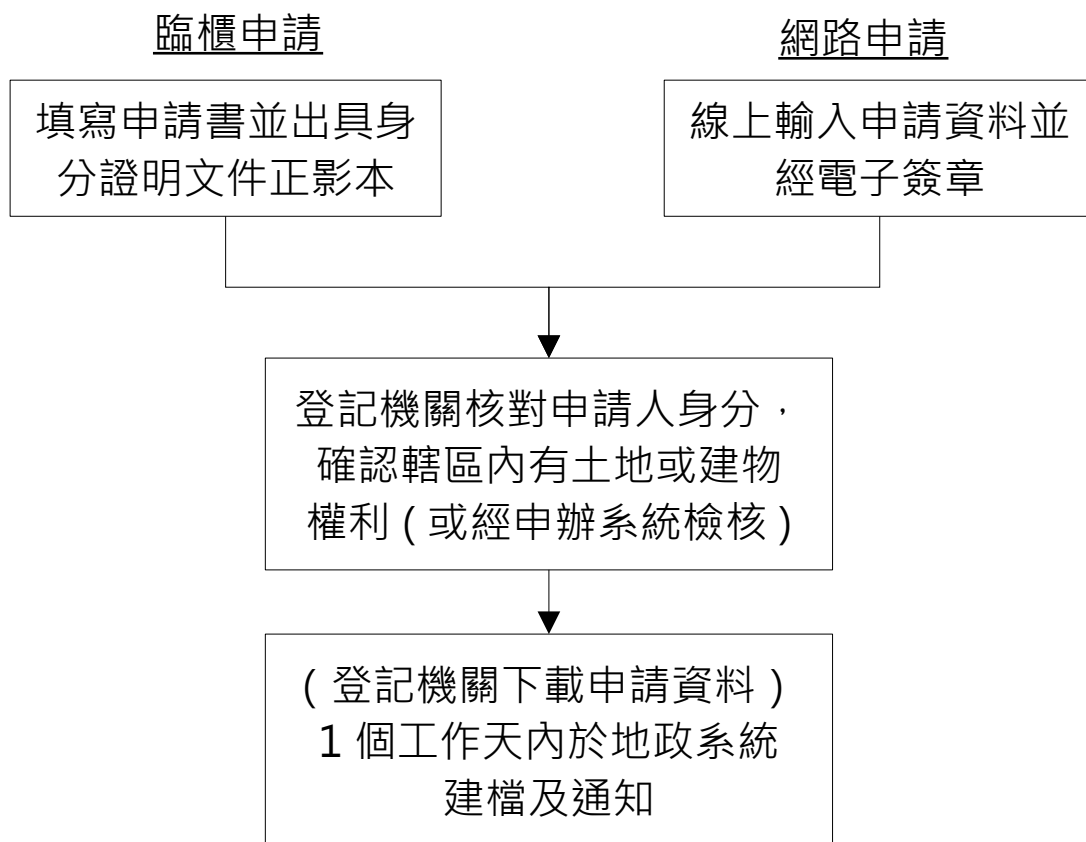 臨櫃申請
網路申請
填寫申請書並出具身
分證明文件正影本
線上輸入申請資料並
經電子簽章
登記機關核對申請人身分，
確認轄區內有土地或建物
權利(或經申辦系統檢核)
(登記機關下載申請資料)
1個工作天內於地政系統
建檔及通知